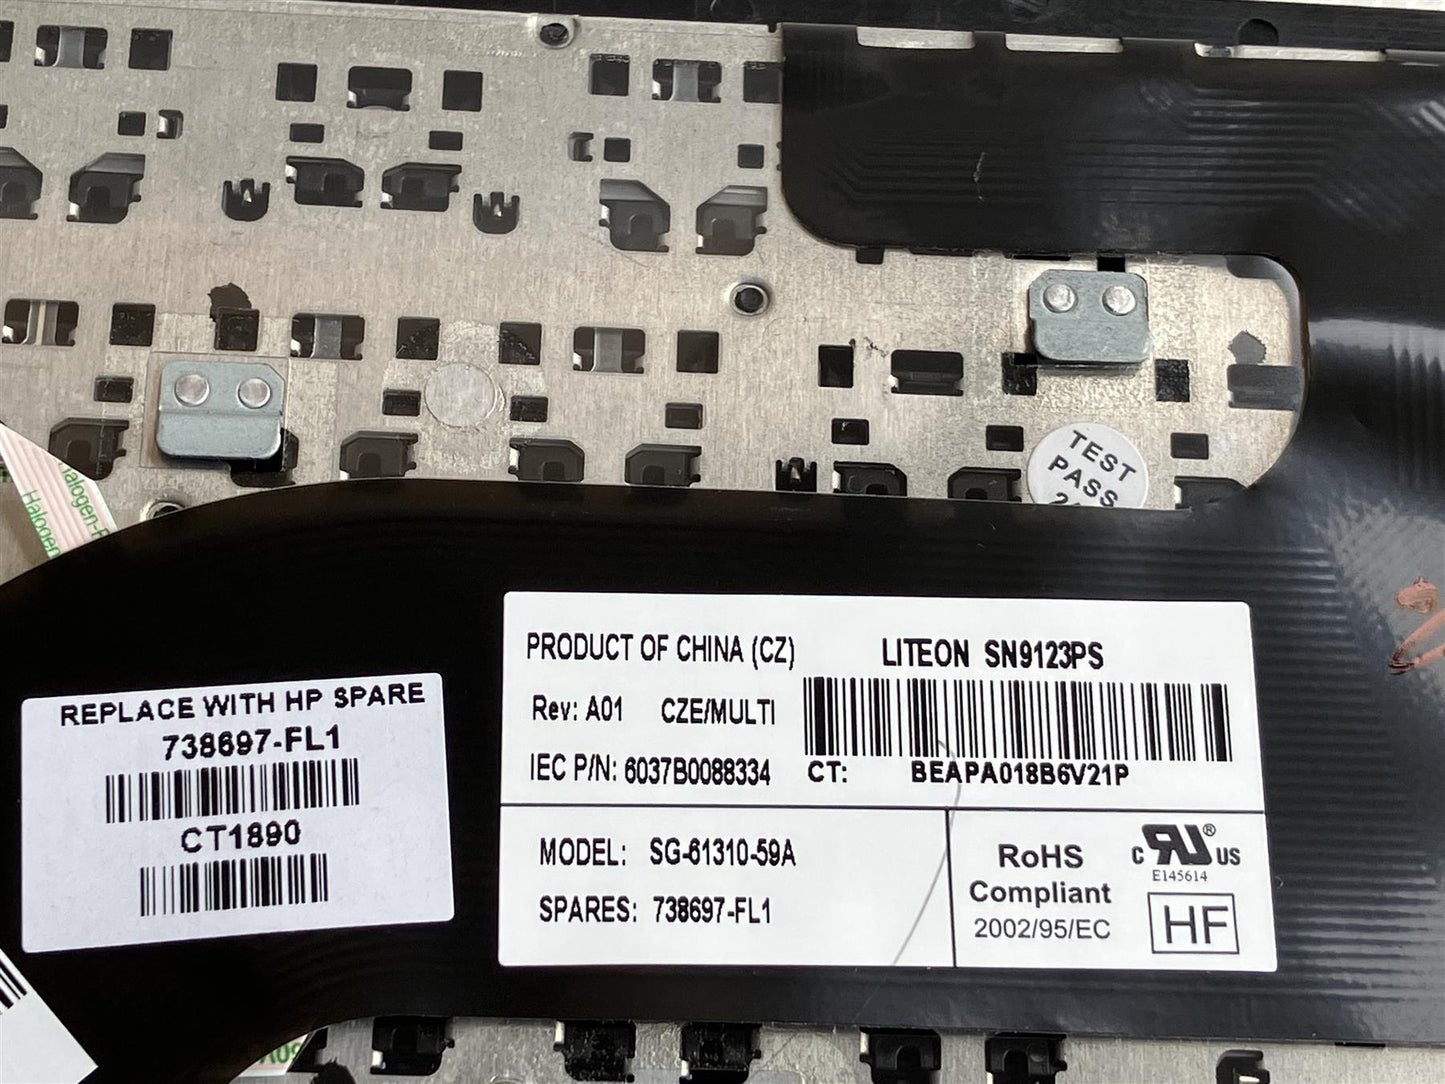 TEST
PASS
Halogen
REPLACE WITH HP SPARE
738697-FL1
CT1890
PRODUCT OF CHINA (CZ)
LITEON SN9123PS
Rev: A01 CZE/MULTI
IEC P/N: 6037B0088334
CT: BEAPA018B6V21P
MODEL: SG-61310-59A
SPARES: 738697-FL1
RoHS
Compliant
2002/95/EC
C RU ® US
E145614
HF